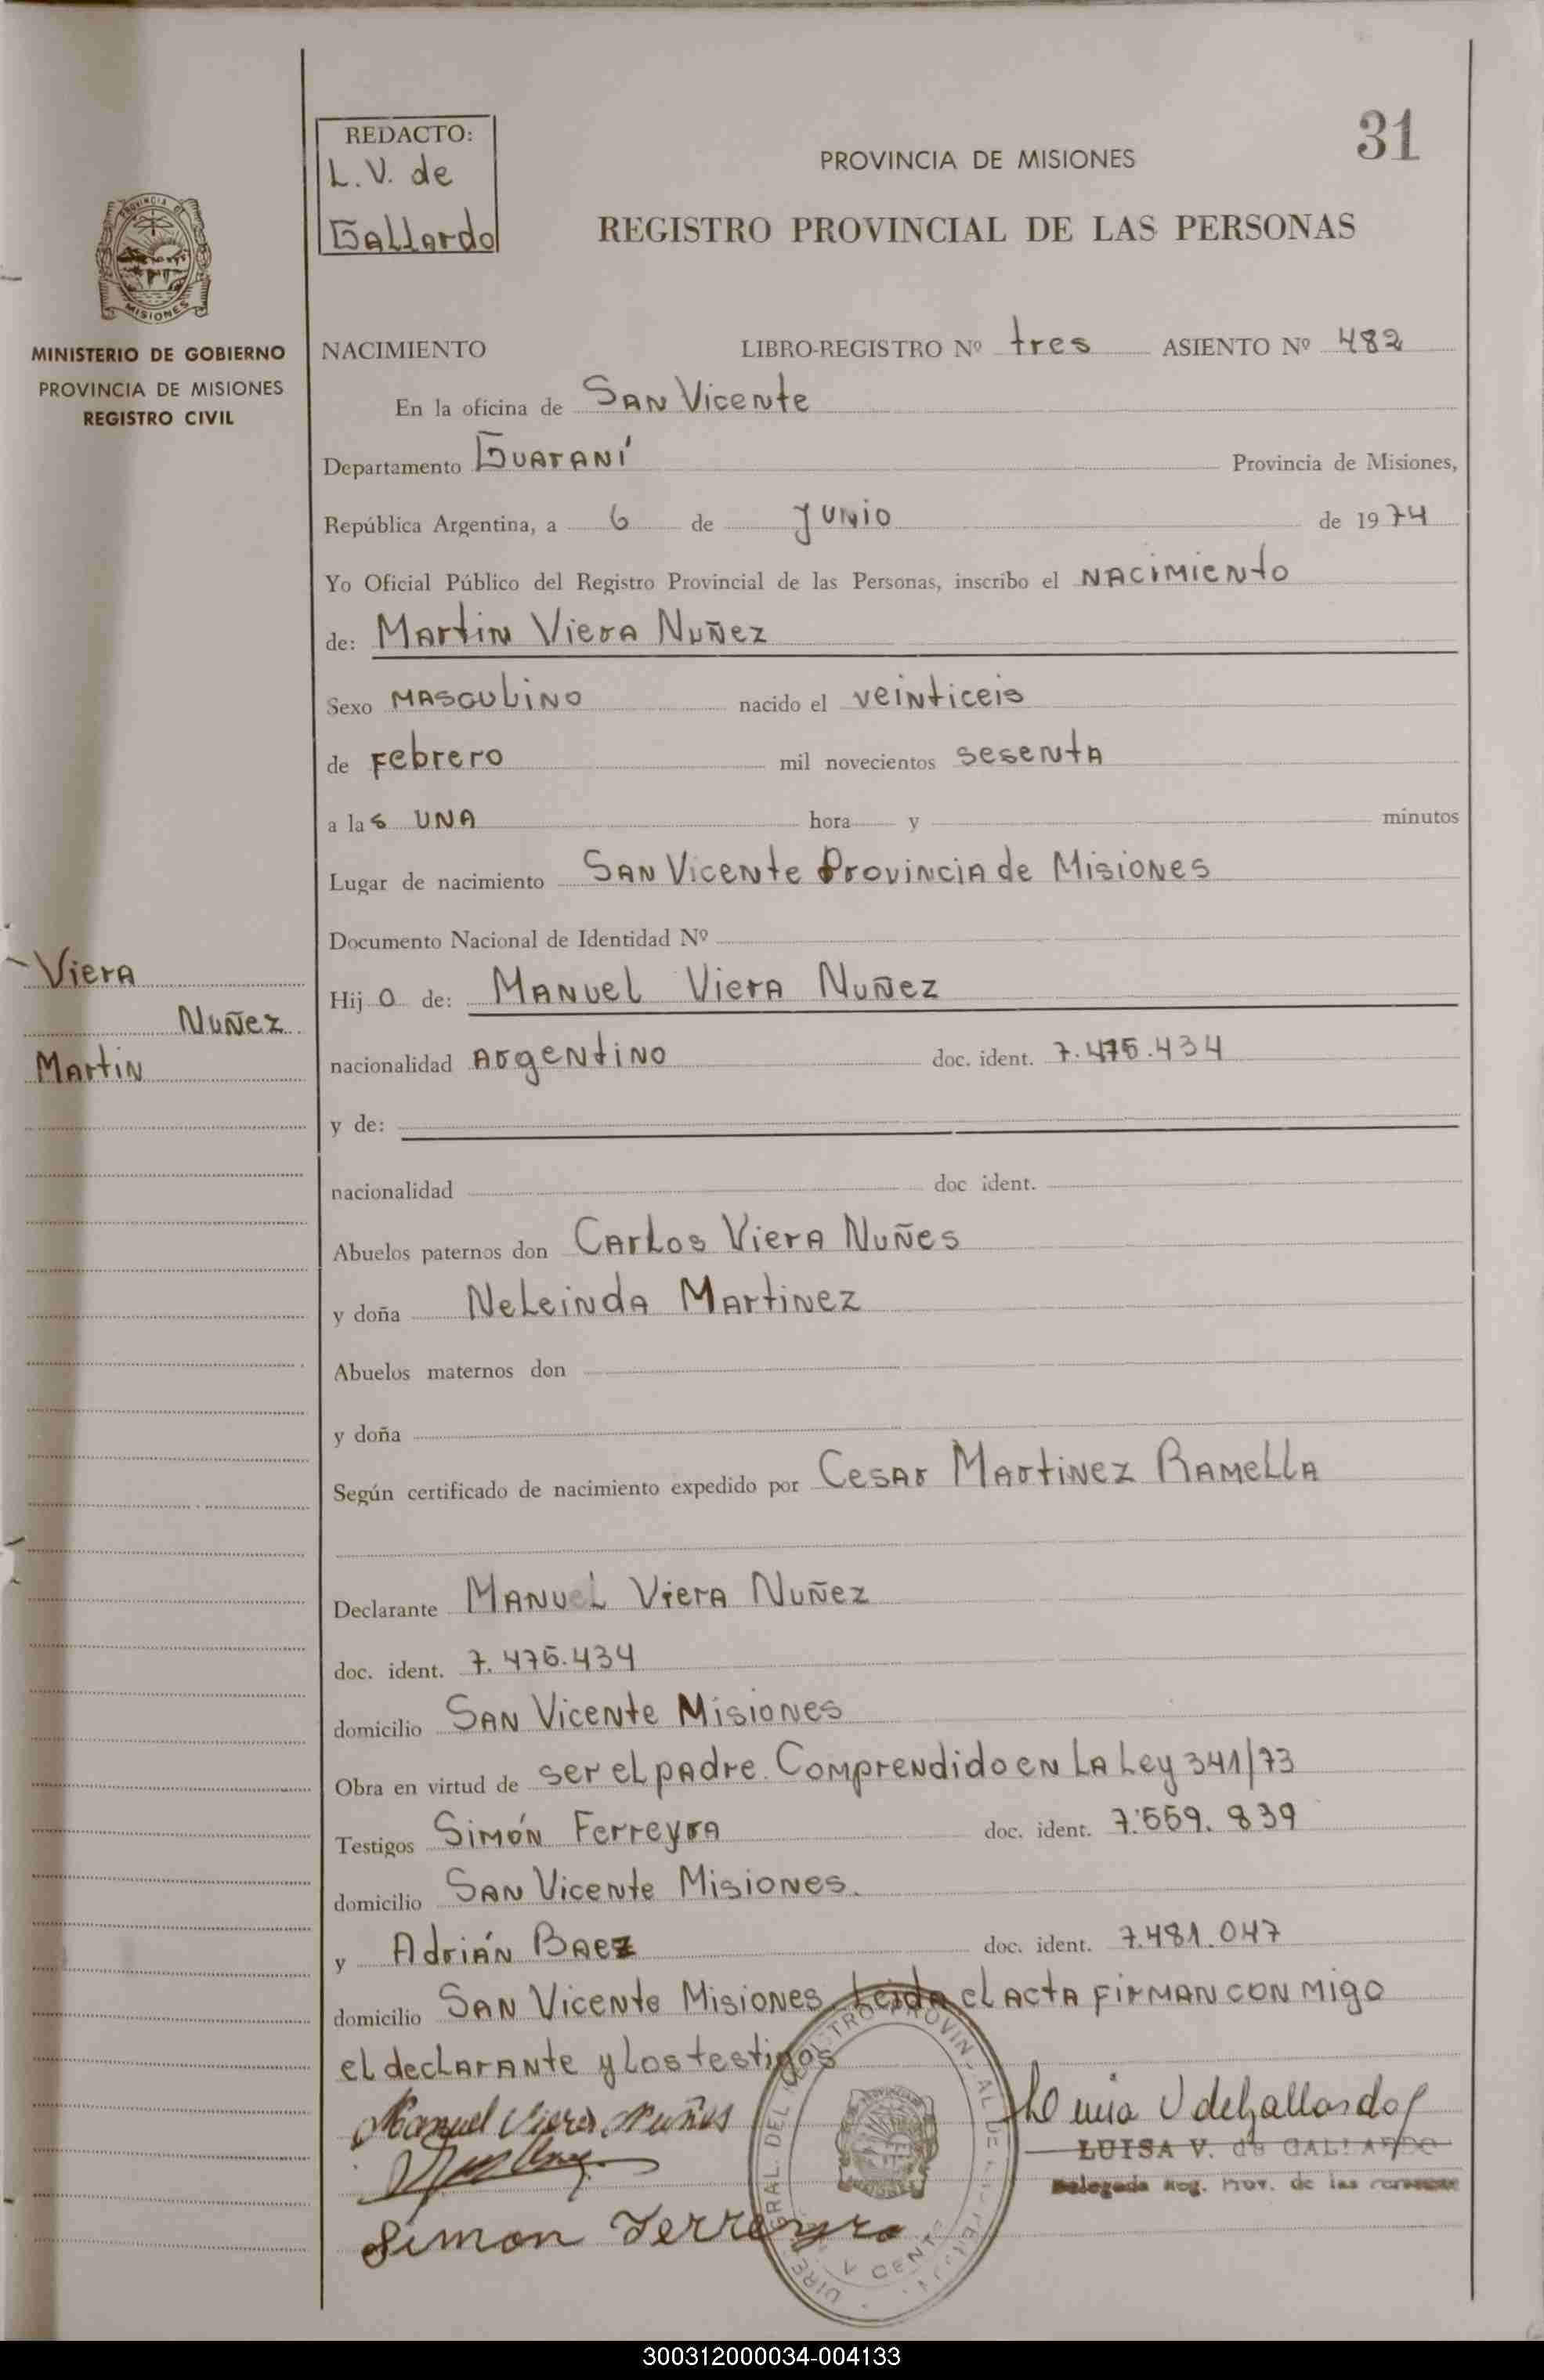 31
REDACTO:
L.V. de
Gallardo
PROVINCIA DE MISIONES
REGISTRO PROVINCIAL DE LAS PERSONAS
PROVINCIA DE
MISIONES
MINISTERIO DE GOBIERNO
PROVINCIA DE MISIONES
REGISTRO CIVIL
NACIMIENTO LIBRO-REGISTRO Nº tres ASIENTO Nº 482
En la oficina de San Vicente
Departamento Guaraní Provincia de Misiones,
República Argentina, a 6 de Junio de 1974
Yo Oficial Público del Registro Provincial de las Personas, inscribo el Nacimiento
de: Martin Viera Nuñez
Sexo Masculino nacido el veinticeis
de Febrero mil novecientos sesenta
a las una hora y minutos
Lugar de nacimiento San Vicente Provincia de Misiones
Documento Nacional de Identidad Nº
Viera
Nuñez
Martin
Hijo de: Manuel Viera Nuñez
nacionalidad Argentino doc. ident. 7.475.434
y de:
nacionalidad doc ident.
Abuelos paternos don Carlos Viera Nuñes
y doña Neleinda Martinez
Abuelos maternos don
y doña
Según certificado de nacimiento expedido por Cesar Martinez Ramella
Declarante Manuel Viera Nuñez
doc. ident. 7.475.434
domicilio San Vicente Misiones
Obra en virtud de ser el padre. Comprendido en la Ley 341/73
Testigos Simón Ferreyra doc. ident. 7.559.839
domicilio San Vicente Misiones.
y Adrián Baez doc. ident. 7.481.047
domicilio San Vicente Misiones. Leida el acta firman con migo
el declarante y los testigos
Manuel Viera Nuñes
LUISA V. de GALLARDO
Delegada Reg. Prov. de las Personas
Simon Ferreyra
300312000034-004133